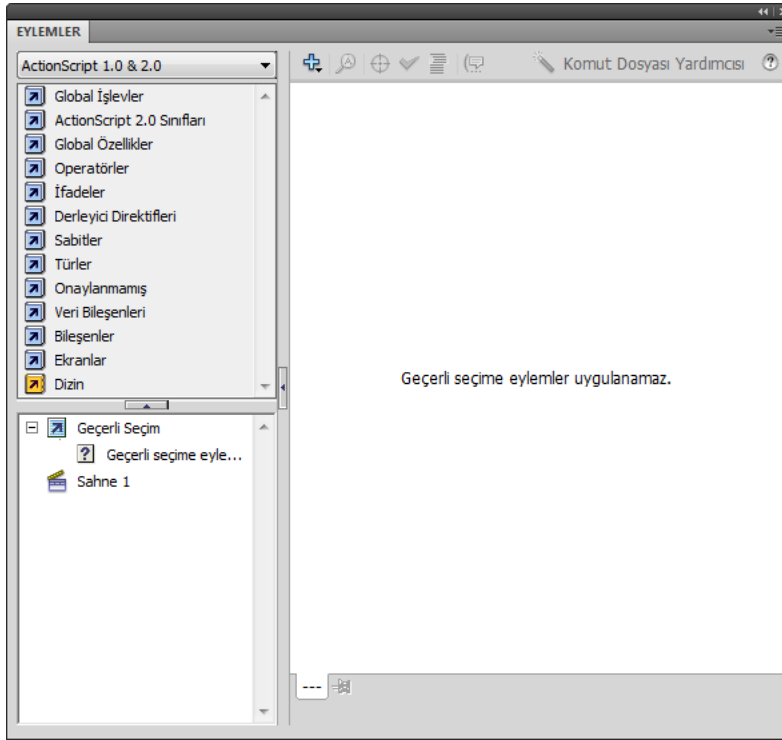 EYLEMLER
ActionScript 1.0 & 2.0
Komut Dosyası Yardımcısı
Global İşlevler
ActionScript 2.0 Sınıfları
Global Özellikler
Operatörler
İfadeler
Derleyici Direktifleri
Sabitler
Türler
Onaylanmamış
Veri Bileşenleri
Bileşenler
Ekranlar
Dizin
Geçerli seçime eylemler uygulanamaz.
Geçerli Seçim
Geçerli seçime eyle...
Sahne 1
---